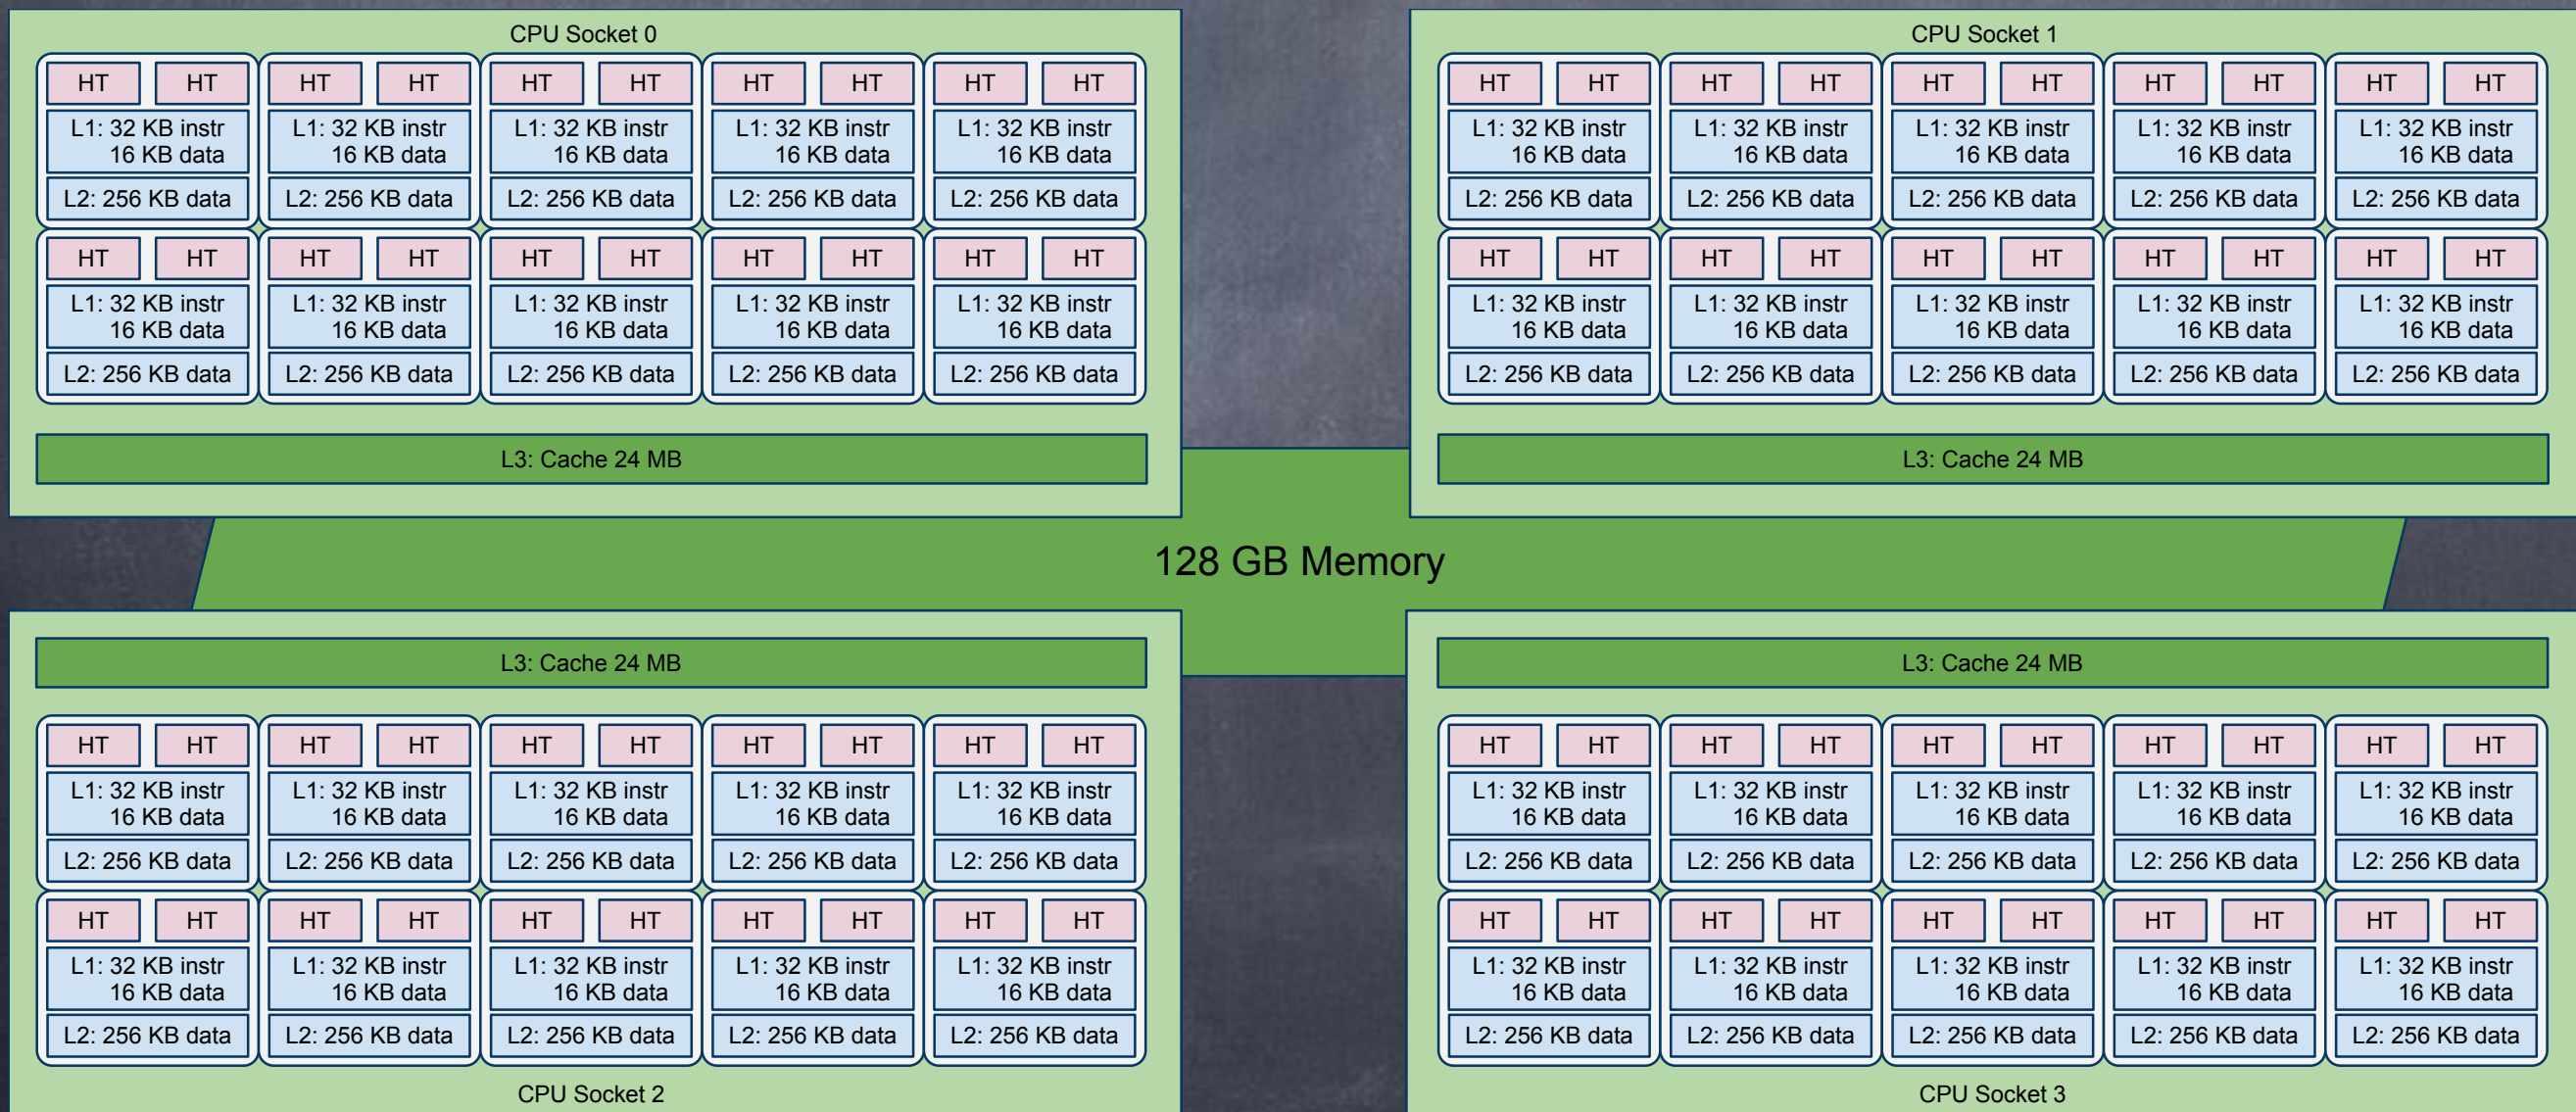 CPU Socket 0
HT HT HT HT HT HT HT HT HT HT
L1: 32 KB instr L1: 32 KB instr L1: 32 KB instr L1: 32 KB instr L1: 32 KB instr
16 KB data 16 KB data 16 KB data 16 KB data 16 KB data
L2: 256 KB data L2: 256 KB data L2: 256 KB data L2: 256 KB data L2: 256 KB data
HT HT HT HT HT HT HT HT HT HT
L1: 32 KB instr L1: 32 KB instr L1: 32 KB instr L1: 32 KB instr L1: 32 KB instr
16 KB data 16 KB data 16 KB data 16 KB data 16 KB data
L2: 256 KB data L2: 256 KB data L2: 256 KB data L2: 256 KB data L2: 256 KB data
L3: Cache 24 MB
CPU Socket 1
HT HT HT HT HT HT HT HT HT HT
L1: 32 KB instr L1: 32 KB instr L1: 32 KB instr L1: 32 KB instr L1: 32 KB instr
16 KB data 16 KB data 16 KB data 16 KB data 16 KB data
L2: 256 KB data L2: 256 KB data L2: 256 KB data L2: 256 KB data L2: 256 KB data
HT HT HT HT HT HT HT HT HT HT
L1: 32 KB instr L1: 32 KB instr L1: 32 KB instr L1: 32 KB instr L1: 32 KB instr
16 KB data 16 KB data 16 KB data 16 KB data 16 KB data
L2: 256 KB data L2: 256 KB data L2: 256 KB data L2: 256 KB data L2: 256 KB data
L3: Cache 24 MB
128 GB Memory
L3: Cache 24 MB
HT HT HT HT HT HT HT HT HT HT
L1: 32 KB instr L1: 32 KB instr L1: 32 KB instr L1: 32 KB instr L1: 32 KB instr
16 KB data 16 KB data 16 KB data 16 KB data 16 KB data
L2: 256 KB data L2: 256 KB data L2: 256 KB data L2: 256 KB data L2: 256 KB data
HT HT HT HT HT HT HT HT HT HT
L1: 32 KB instr L1: 32 KB instr L1: 32 KB instr L1: 32 KB instr L1: 32 KB instr
16 KB data 16 KB data 16 KB data 16 KB data 16 KB data
L2: 256 KB data L2: 256 KB data L2: 256 KB data L2: 256 KB data L2: 256 KB data
CPU Socket 2
L3: Cache 24 MB
HT HT HT HT HT HT HT HT HT HT
L1: 32 KB instr L1: 32 KB instr L1: 32 KB instr L1: 32 KB instr L1: 32 KB instr
16 KB data 16 KB data 16 KB data 16 KB data 16 KB data
L2: 256 KB data L2: 256 KB data L2: 256 KB data L2: 256 KB data L2: 256 KB data
HT HT HT HT HT HT HT HT HT HT
L1: 32 KB instr L1: 32 KB instr L1: 32 KB instr L1: 32 KB instr L1: 32 KB instr
16 KB data 16 KB data 16 KB data 16 KB data 16 KB data
L2: 256 KB data L2: 256 KB data L2: 256 KB data L2: 256 KB data L2: 256 KB data
CPU Socket 3